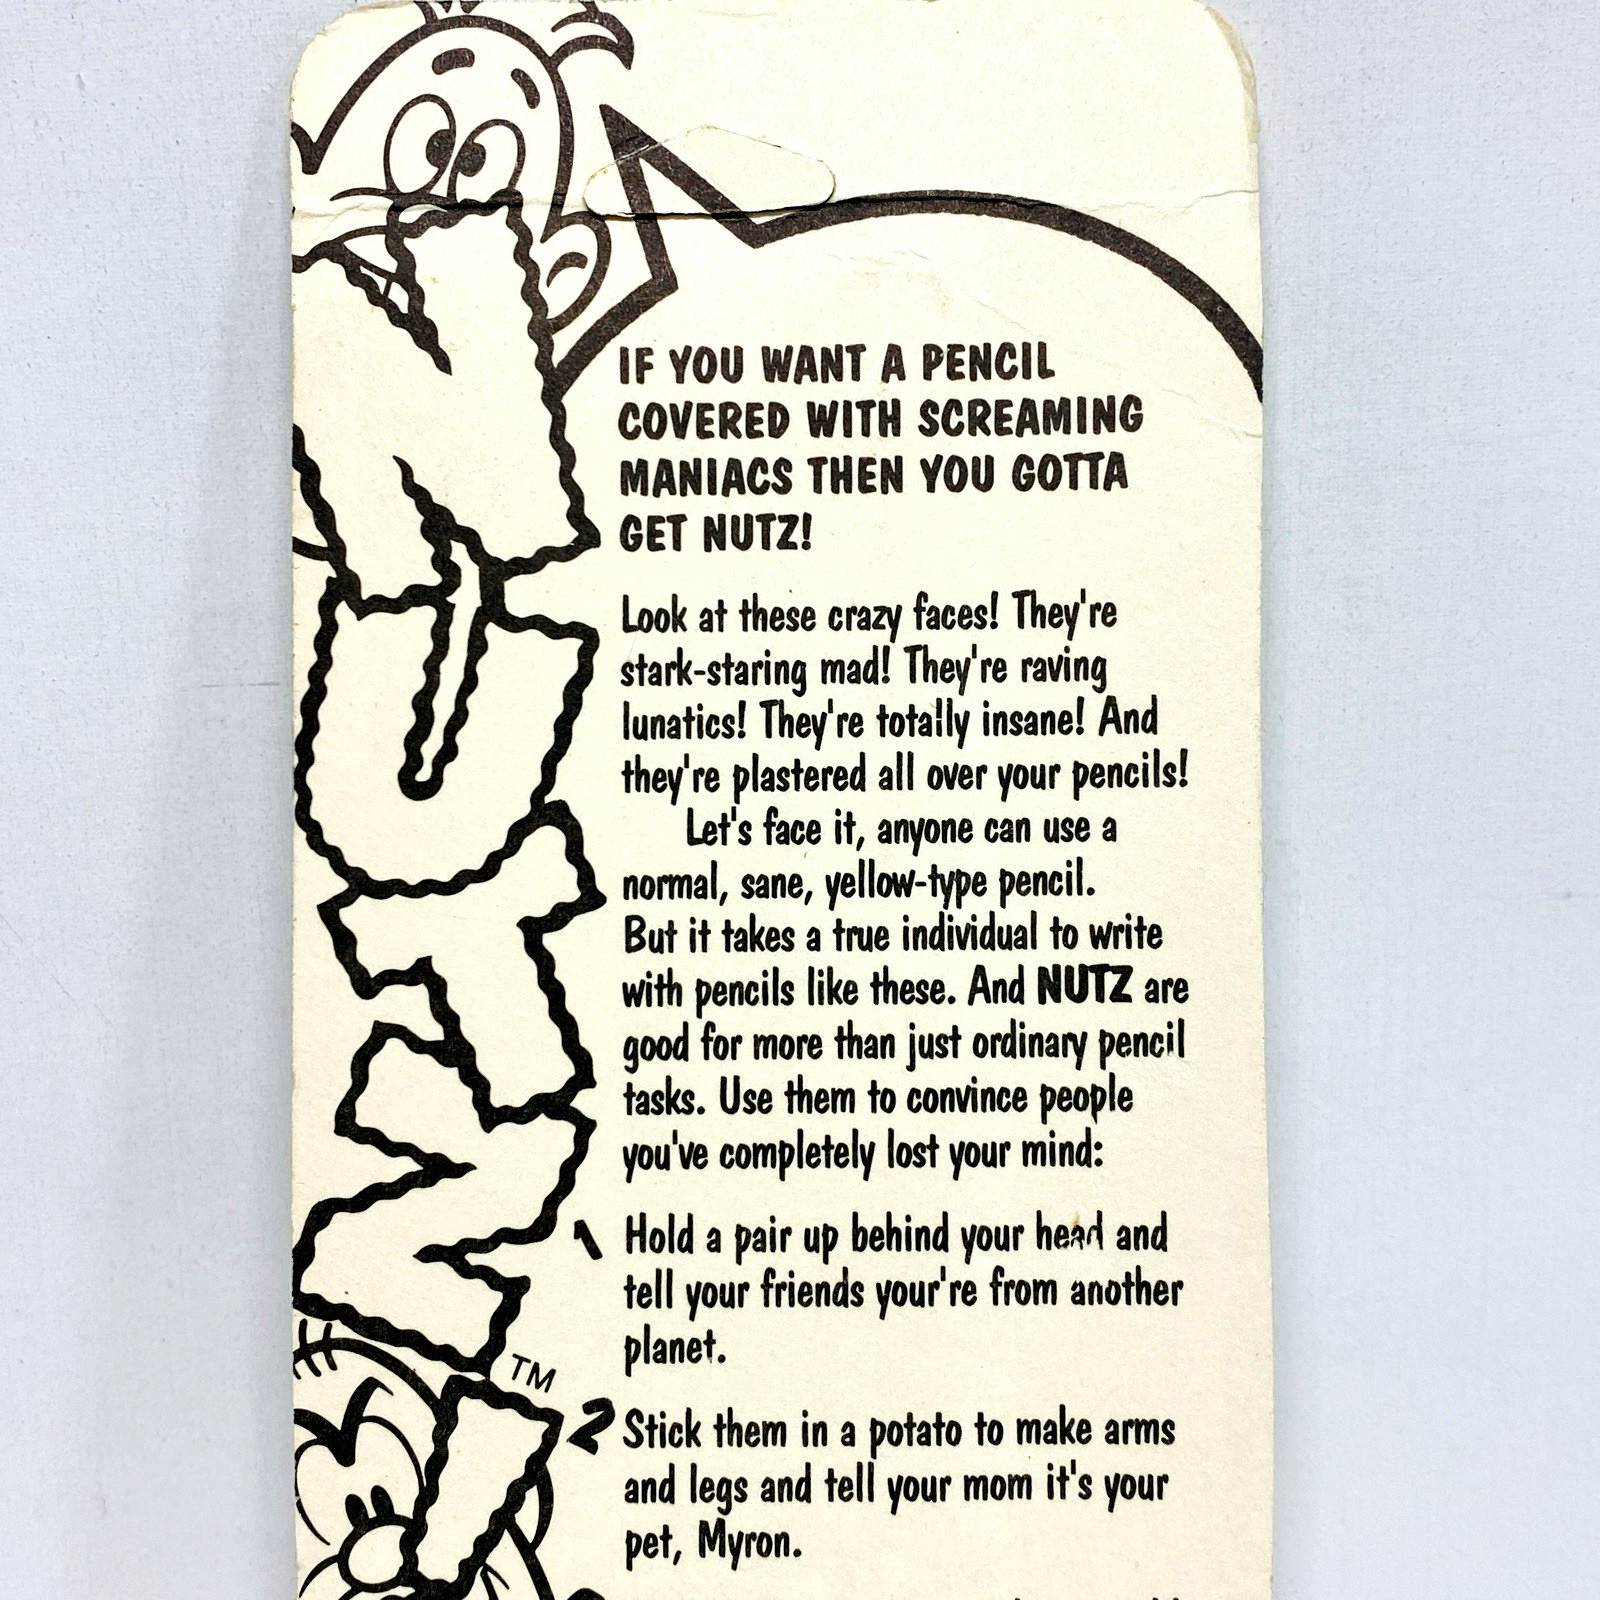 NUTZ!
TM
IF YOU WANT A PENCIL
COVERED WITH SCREAMING
MANIACS THEN YOU GOTTA
GET NUTZ!
Look at these crazy faces! They're
stark-staring mad! They're raving
lunatics! They're totally insane! And
they're plastered all over your pencils!
Let's face it, anyone can use a
normal, sane, yellow-type pencil.
But it takes a true individual to write
with pencils like these. And NUTZ are
good for more than just ordinary pencil
tasks. Use them to convince people
you've completely lost your mind:
1 Hold a pair up behind your head and
tell your friends your're from another
planet.
2 Stick them in a potato to make arms
and legs and tell your mom it's your
pet, Myron.